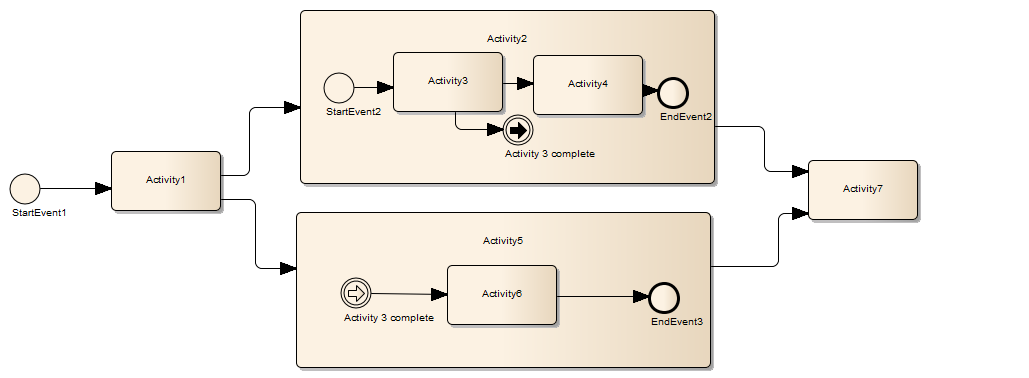 Activity2
Activity3
Activity4
StartEvent2
EndEvent2
Activity 3 complete
Activity1
StartEvent1
Activity7
Activity5
Activity6
Activity 3 complete
EndEvent3